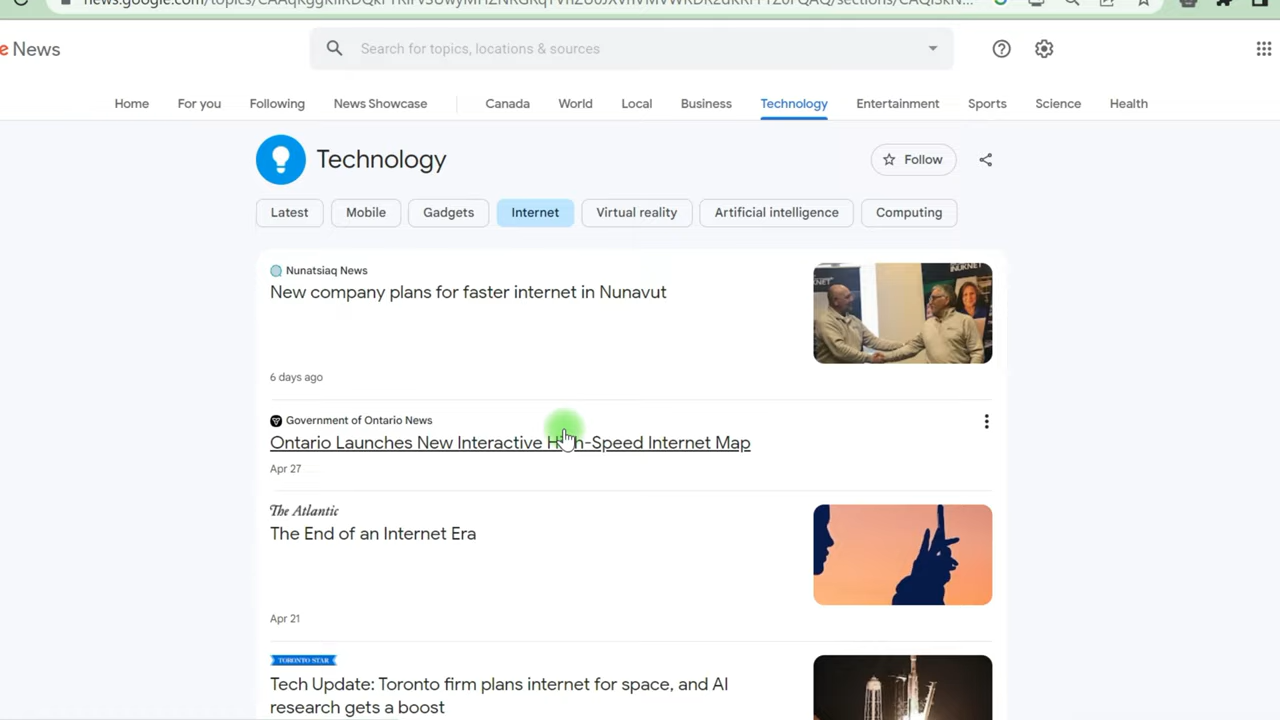 e News
Search for topics, locations & sources
Home For you Following News Showcase Canada World Local Business Technology Entertainment Sports Science Health
Technology
Follow
Latest Mobile Gadgets Internet Virtual reality Artificial intelligence Computing
Nunatsiaq News
New company plans for faster internet in Nunavut
6 days ago
Government of Ontario News
Ontario Launches New Interactive High-Speed Internet Map
Apr 27
The Atlantic
The End of an Internet Era
Apr 21
TORONTO STAR
Tech Update: Toronto firm plans internet for space, and AI
research gets a boost